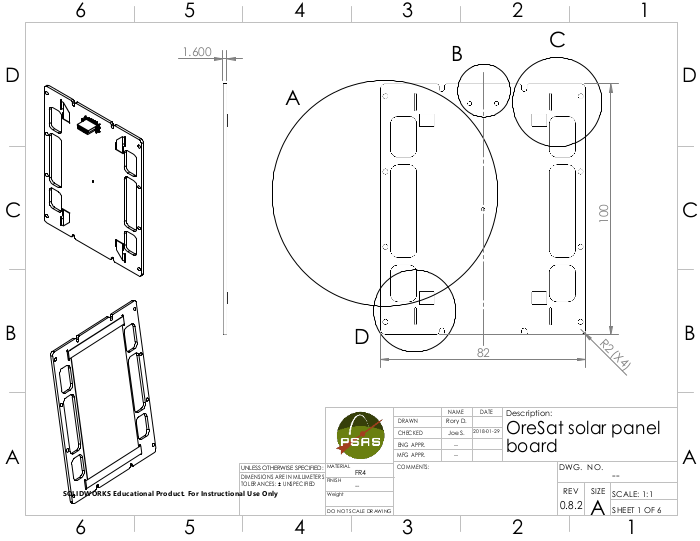 6 5 4 3 2 1
D
C
B
A
D
C
B
A
1.600
A
B
C
D
100
82
R2 (X4)
PSAS
NAME DATE
DRAWN Rory D.
CHECKED Joe S. 2018-01-29
ENG APPR. --
MFG APPR. --
Description:
OreSat solar panel
board
UNLESS OTHERWISE SPECIFIED:
DIMENSIONS ARE IN MILLIMETERS
TOLERANCES: ± UNSPECIFIED
MATERIAL
FR4
FINISH
--
Weight
DO NOT SCALE DRAWING
COMMENTS:
DWG. NO.
--
REV
0.8.2
SIZE
A
SCALE: 1:1
SHEET 1 OF 6
SOLIDWORKS Educational Product. For Instructional Use Only
6 5 4 3 2 1